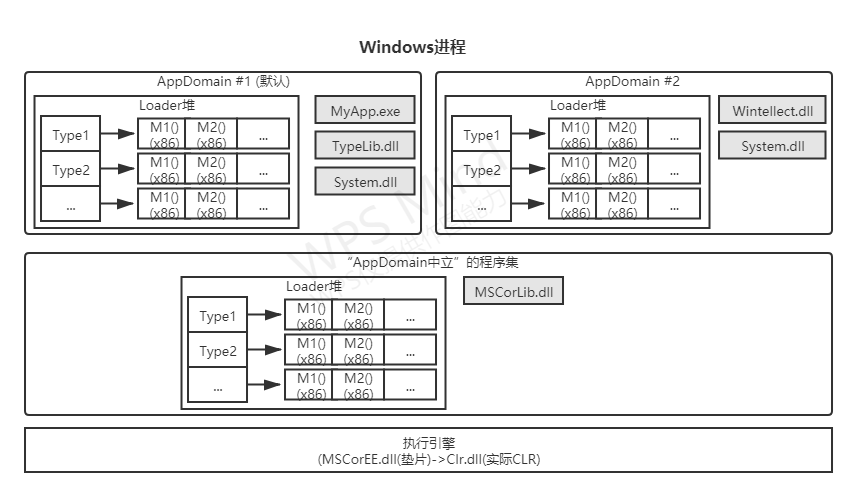 Windows进程
AppDomain #1 (默认)
Loader堆
Type1
M1()
(x86)
M2()
(x86)
...
Type2
M1()
(x86)
M2()
(x86)
...
...
M1()
(x86)
M2()
(x86)
...
MyApp.exe
TypeLib.dll
System.dll
AppDomain #2
Loader堆
Type1
M1()
(x86)
M2()
(x86)
...
Type2
M1()
(x86)
M2()
(x86)
...
...
M1()
(x86)
M2()
(x86)
...
Wintellect.dll
System.dll
“AppDomain中立”的程序集
Loader堆
Type1
M1()
(x86)
M2()
(x86)
...
Type2
M1()
(x86)
M2()
(x86)
...
...
M1()
(x86)
M2()
(x86)
...
MSCorLib.dll
执行引擎
(MSCorEE.dll(垫片)->Clr.dll(实际CLR)
WPS Mind